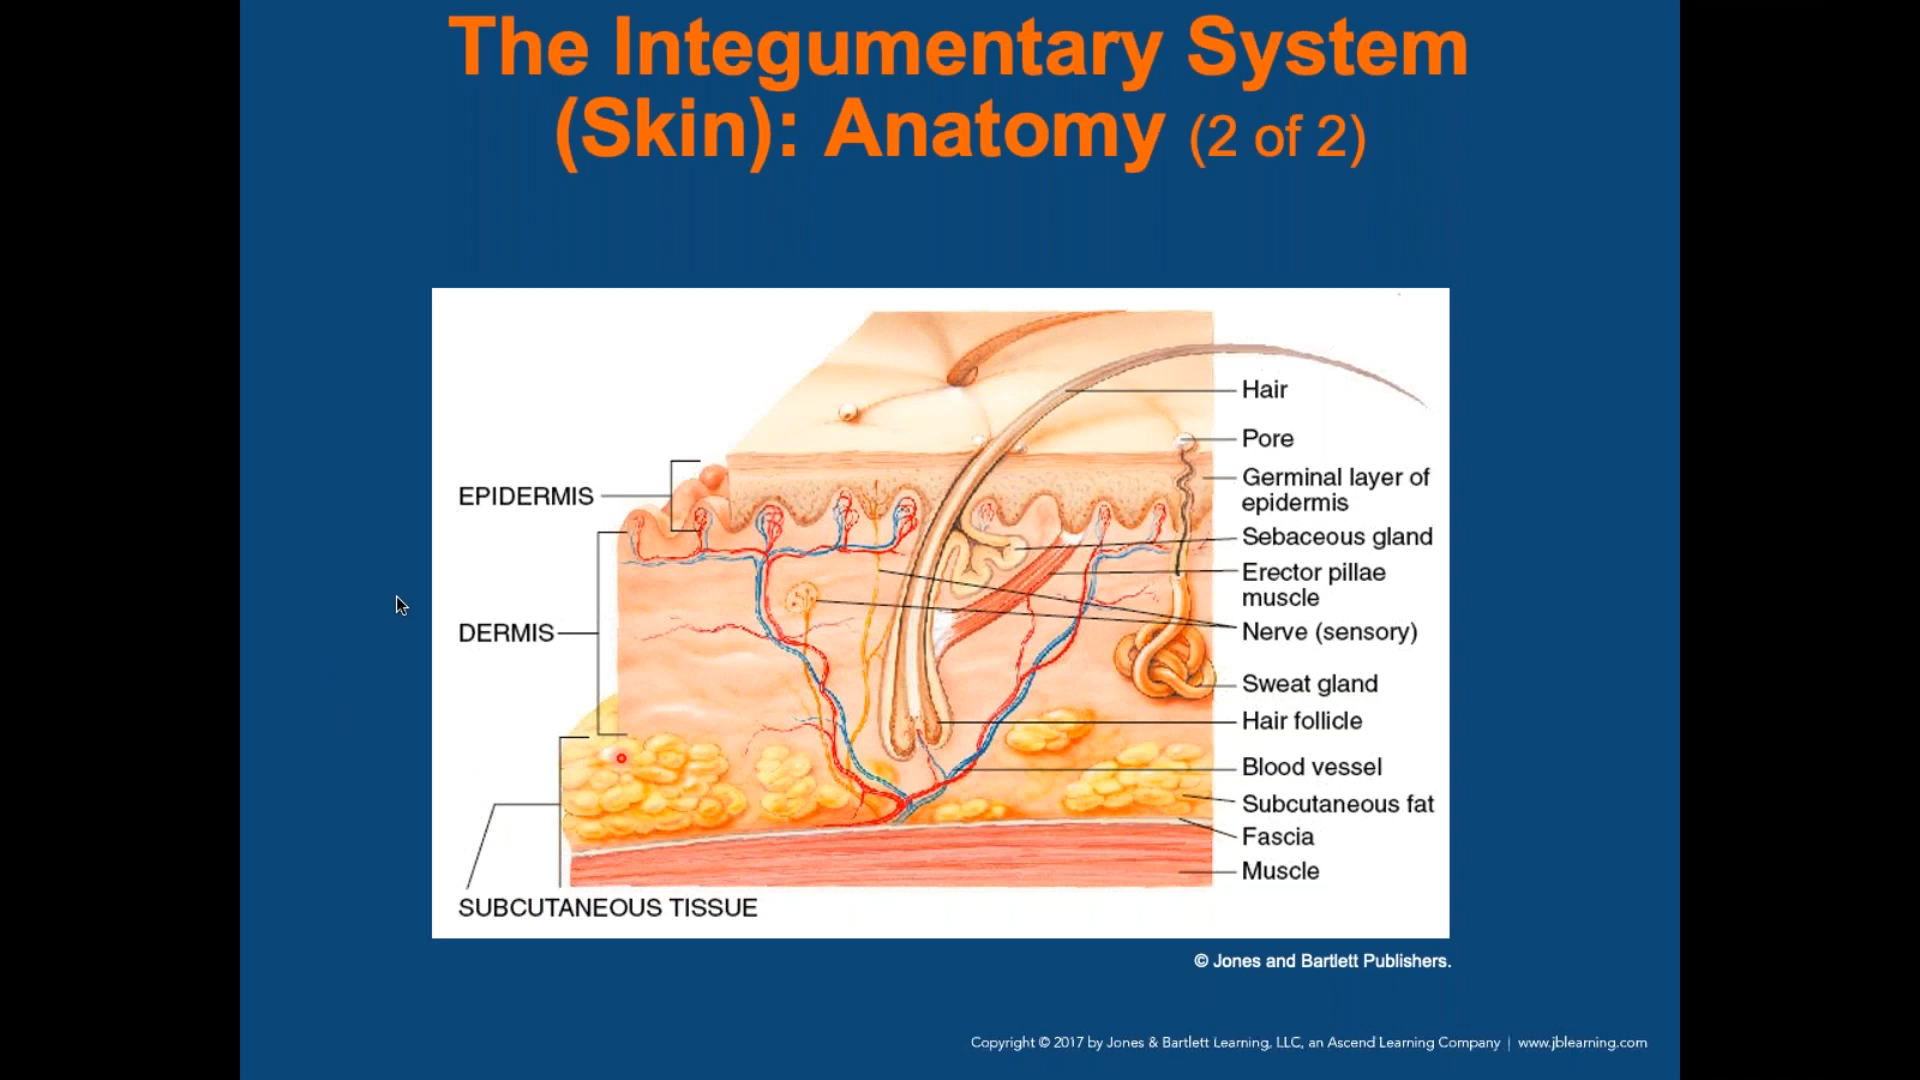 The Integumentary System
(Skin): Anatomy (2 of 2)
EPIDERMIS
DERMIS
SUBCUTANEOUS TISSUE
Hair
Pore
Germinal layer of
epidermis
Sebaceous gland
Erector pillae
muscle
Nerve (sensory)
Sweat gland
Hair follicle
Blood vessel
Subcutaneous fat
Fascia
Muscle
© Jones and Bartlett Publishers.
Copyright © 2017 by Jones & Bartlett Learning, LLC, an Ascend Learning Company | www.jblearning.com